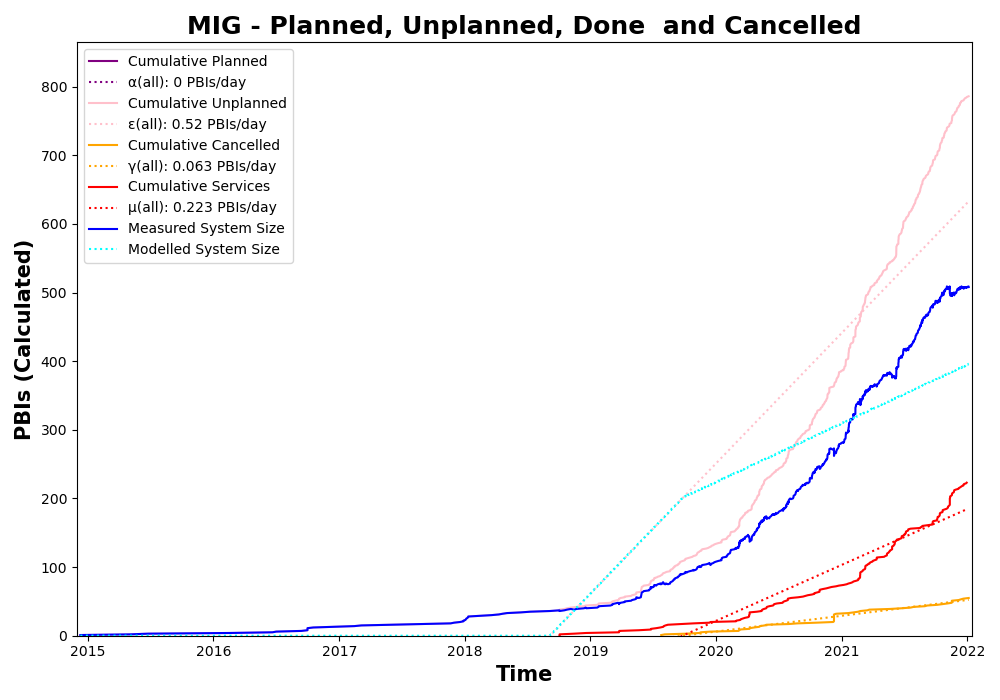 MIG - Planned, Unplanned, Done  and Cancelled
Cumulative Planned
α(all): 0 PBIs/day
Cumulative Unplanned
ε(all): 0.52 PBIs/day
Cumulative Cancelled
γ(all): 0.063 PBIs/day
Cumulative Services
μ(all): 0.223 PBIs/day
Measured System Size
Modelled System Size
PBIs (Calculated)
800
700
600
500
400
300
200
100
0
2015 2016 2017 2018 2019 2020 2021 2022
Time